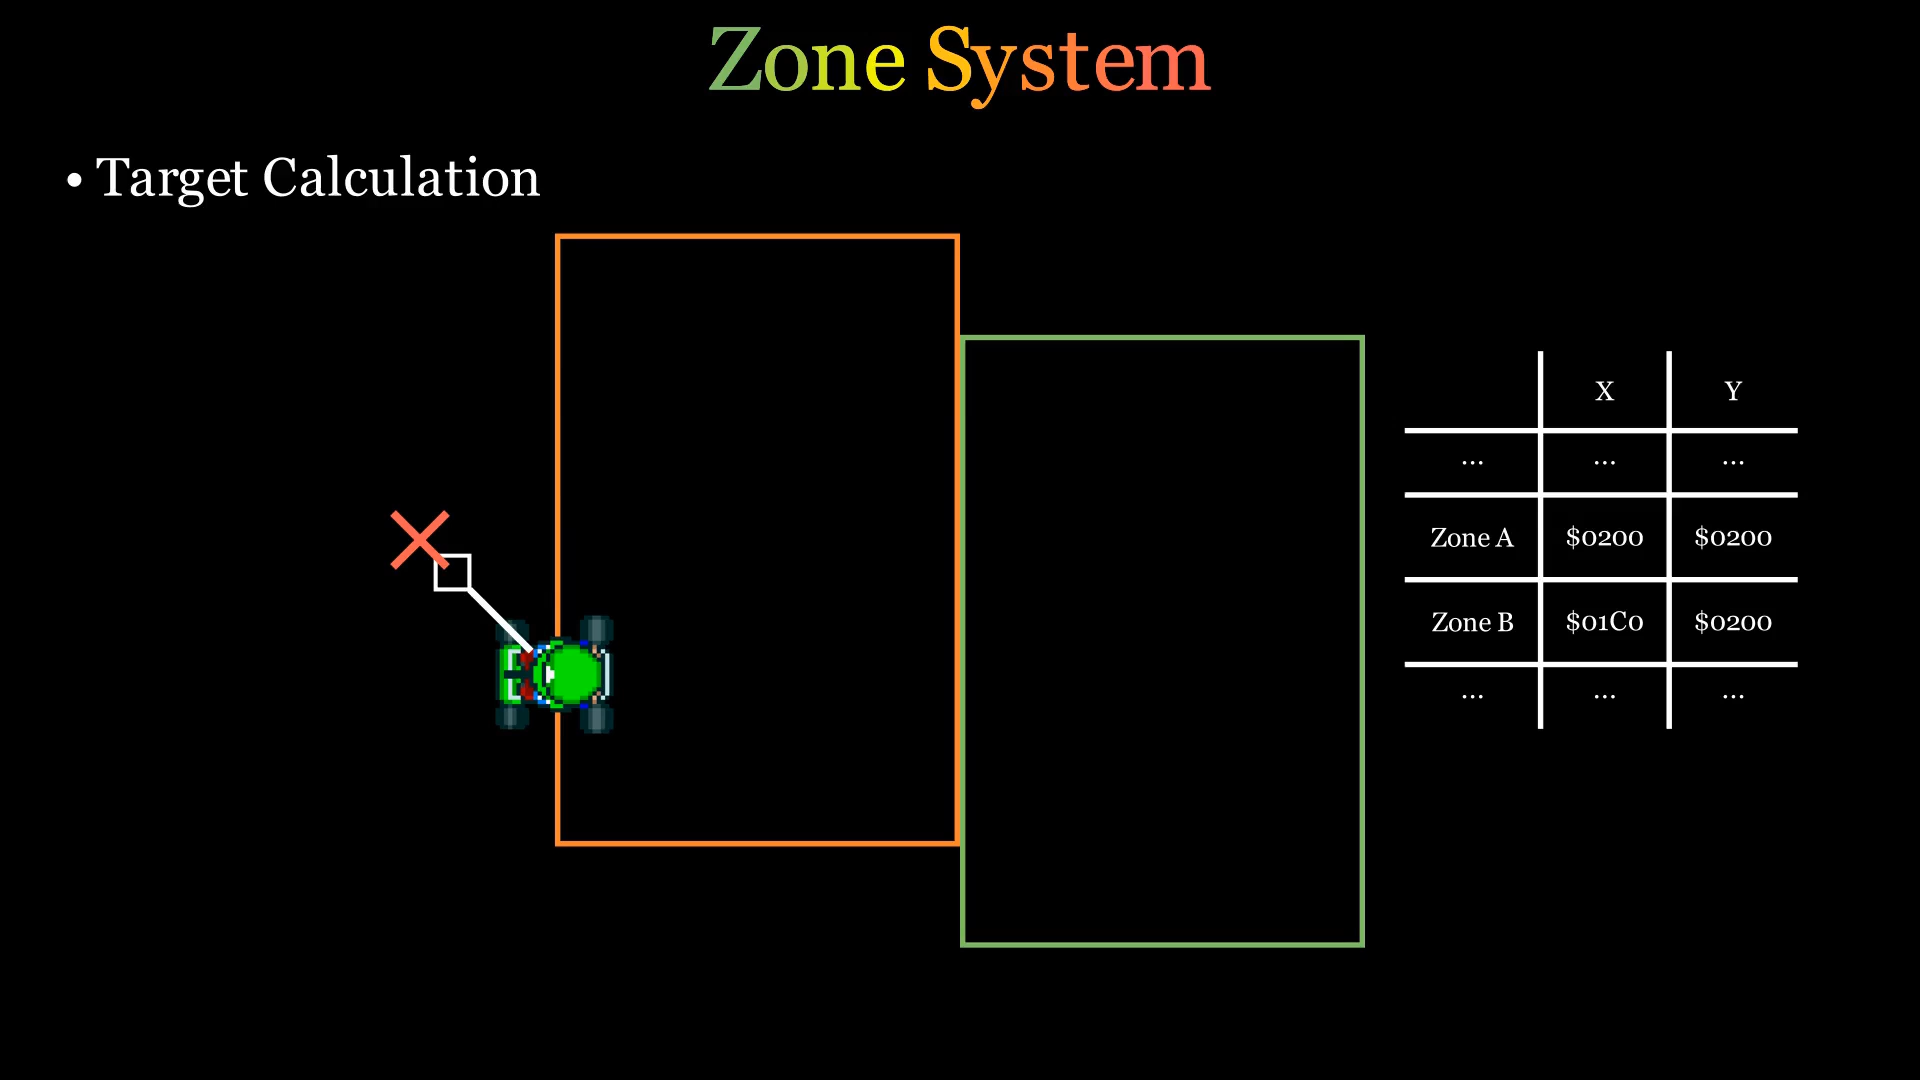 Zone System
• Target Calculation
X Y
... ... ...
Zone A $0200 $0200
Zone B $01C0 $0200
... ... ...